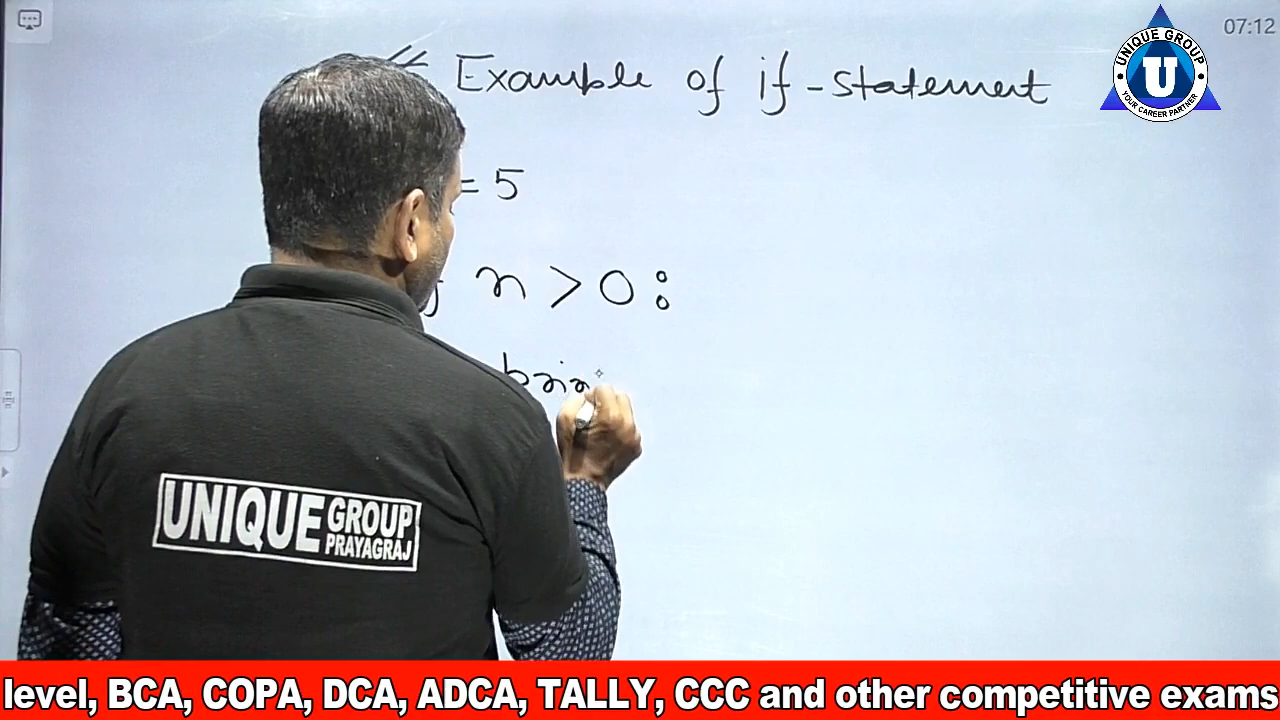 07:12
UNIQUE GROUP
U
YOUR CAREER PARTNER
Example of if-statement
= 5
n > 0:
prin
UNIQUE GROUP
PRAYAGRAJ
level, BCA, COPA, DCA, ADCA, TALLY, CCC and other competitive exams